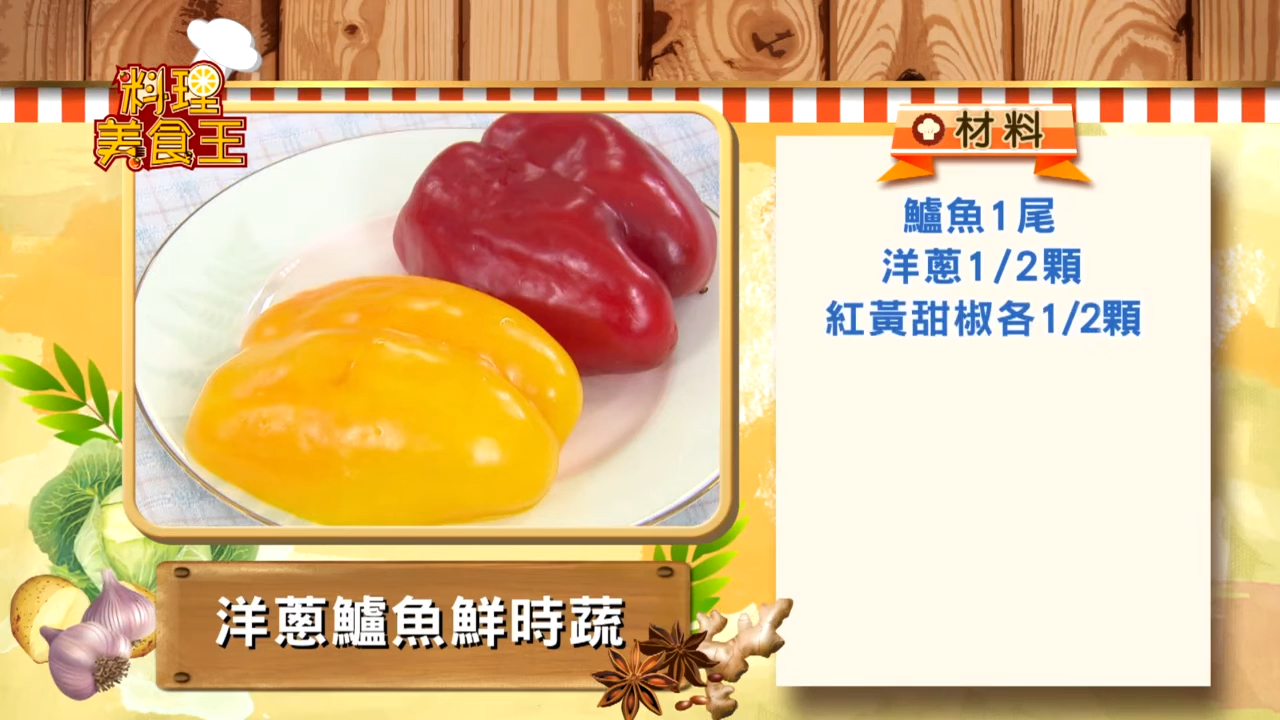 料理
美食王
材料
鱸魚1尾
洋蔥1/2顆
紅黃甜椒各1/2顆
洋蔥鱸魚鮮時蔬